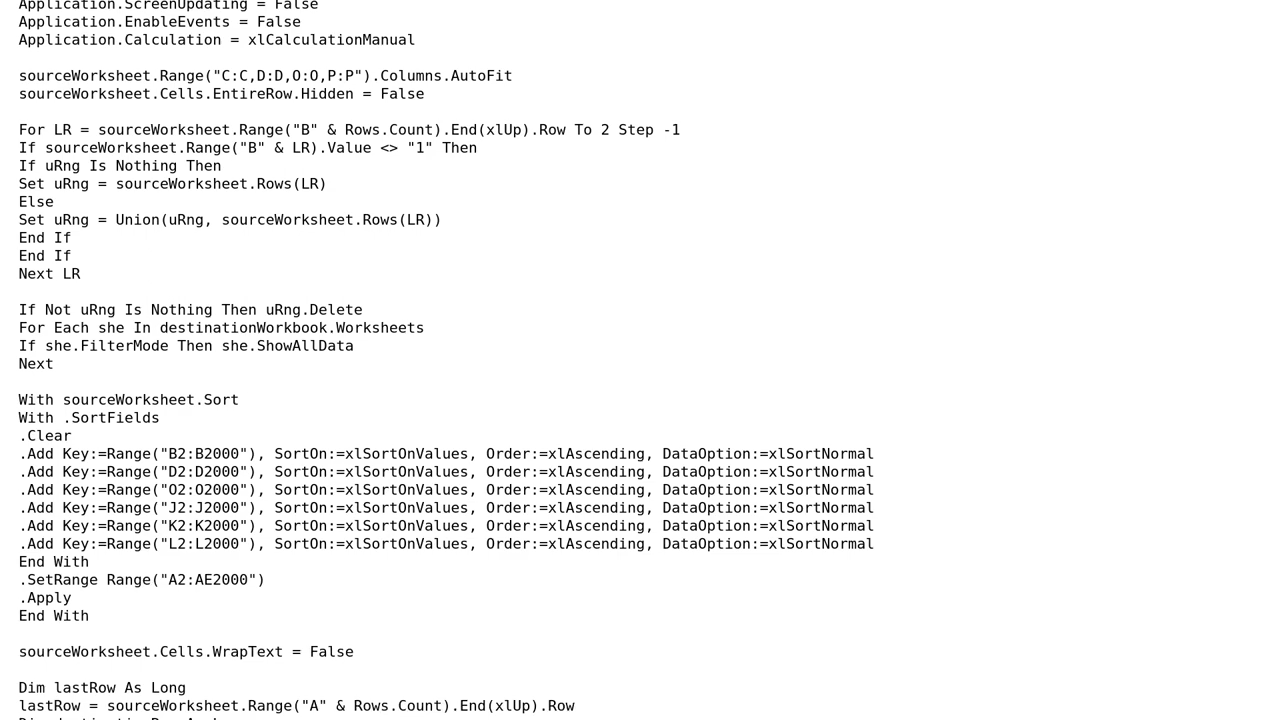 Application.ScreenUpdating = False
Application.EnableEvents = False
Application.Calculation = xlCalculationManual
sourceWorksheet.Range("C:C,D:D,O:O,P:P").Columns.AutoFit
sourceWorksheet.Cells.EntireRow.Hidden = False
For LR = sourceWorksheet.Range("B" & Rows.Count).End(xlUp).Row To 2 Step -1
If sourceWorksheet.Range("B" & LR).Value <> "1" Then
If uRng Is Nothing Then
Set uRng = sourceWorksheet.Rows(LR)
Else
Set uRng = Union(uRng, sourceWorksheet.Rows(LR))
End If
End If
Next LR
If Not uRng Is Nothing Then uRng.Delete
For Each she In destinationWorkbook.Worksheets
If she.FilterMode Then she.ShowAllData
Next
With sourceWorksheet.Sort
With .SortFields
.Clear
.Add Key:=Range("B2:B2000"), SortOn:=xlSortOnValues, Order:=xlAscending, DataOption:=xlSortNormal
.Add Key:=Range("D2:D2000"), SortOn:=xlSortOnValues, Order:=xlAscending, DataOption:=xlSortNormal
.Add Key:=Range("O2:O2000"), SortOn:=xlSortOnValues, Order:=xlAscending, DataOption:=xlSortNormal
.Add Key:=Range("J2:J2000"), SortOn:=xlSortOnValues, Order:=xlAscending, DataOption:=xlSortNormal
.Add Key:=Range("K2:K2000"), SortOn:=xlSortOnValues, Order:=xlAscending, DataOption:=xlSortNormal
.Add Key:=Range("L2:L2000"), SortOn:=xlSortOnValues, Order:=xlAscending, DataOption:=xlSortNormal
End With
.SetRange Range("A2:AE2000")
.Apply
End With
sourceWorksheet.Cells.WrapText = False
Dim lastRow As Long
lastRow = sourceWorksheet.Range("A" & Rows.Count).End(xlUp).Row